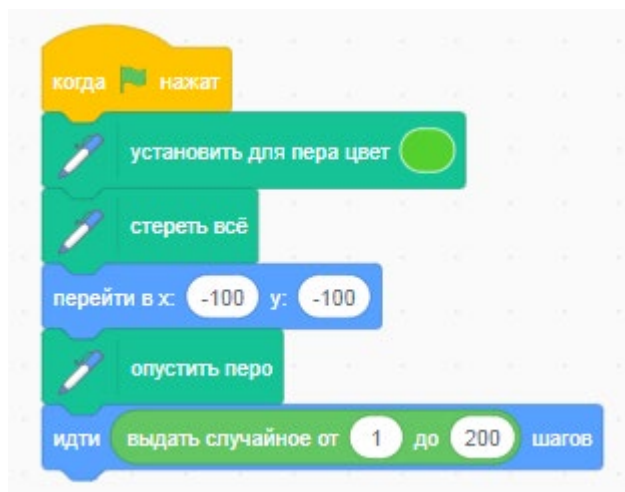 когда нажат
установить для пера цвет
стереть всё
перейти в x: -100 y: -100
опустить перо
идти выдать случайное от 1 до 200 шагов